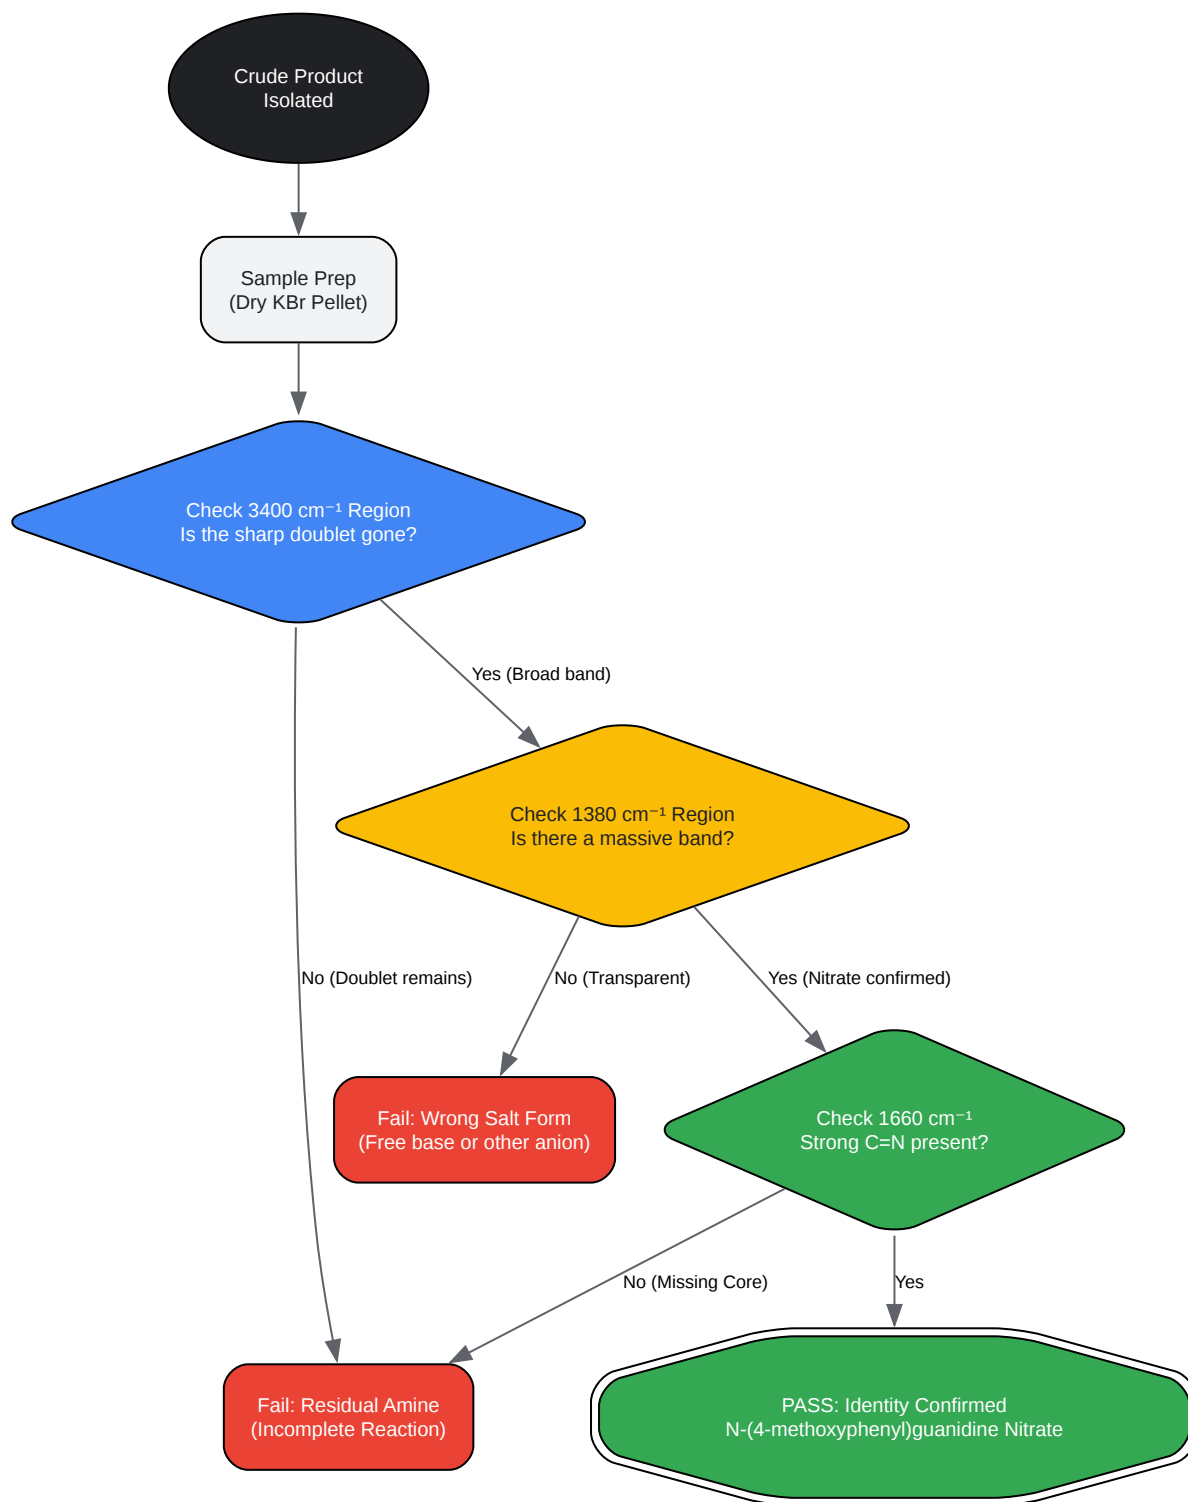 Crude Product
Isolated
Sample Prep
(Dry KBr Pellet)
Check 3400 cm⁻¹ Region
Is the sharp doublet gone?
Yes (Broad band)
Check 1380 cm⁻¹ Region
Is there a massive band?
No (Doublet remains)
No (Transparent)
Yes (Nitrate confirmed)
Fail: Wrong Salt Form
(Free base or other anion)
Check 1660 cm⁻¹
Strong C=N present?
No (Missing Core)
Yes
Fail: Residual Amine
(Incomplete Reaction)
PASS: Identity Confirmed
N-(4-methoxyphenyl)guanidine Nitrate